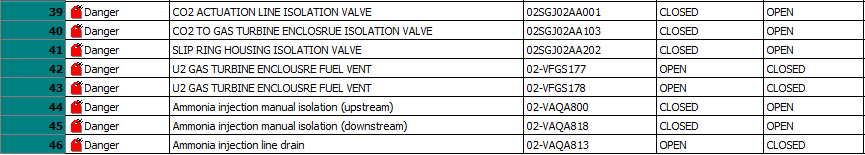 39 Danger CO2 ACTUATION LINE ISOLATION VALVE 02SGJ02AA001 CLOSED OPEN
40 Danger CO2 TO GAS TURBINE ENCLOSRUE ISOLATION VALVE 02SGJ02AA103 CLOSED OPEN
41 Danger SLIP RING HOUSING ISOLATION VALVE 02SGJ02AA202 CLOSED OPEN
42 Danger U2 GAS TURBINE ENCLOUSRE FUEL VENT 02-VFGS177 OPEN CLOSED
43 Danger U2 GAS TURBINE ENCLOUSRE FUEL VENT 02-VFGS178 OPEN CLOSED
44 Danger Ammonia injection manual isolation (upstream) 02-VAQA800 CLOSED OPEN
45 Danger Ammonia injection manual isolation (downstream) 02-VAQA818 CLOSED OPEN
46 Danger Ammonia injection line drain 02-VAQA813 OPEN CLOSED